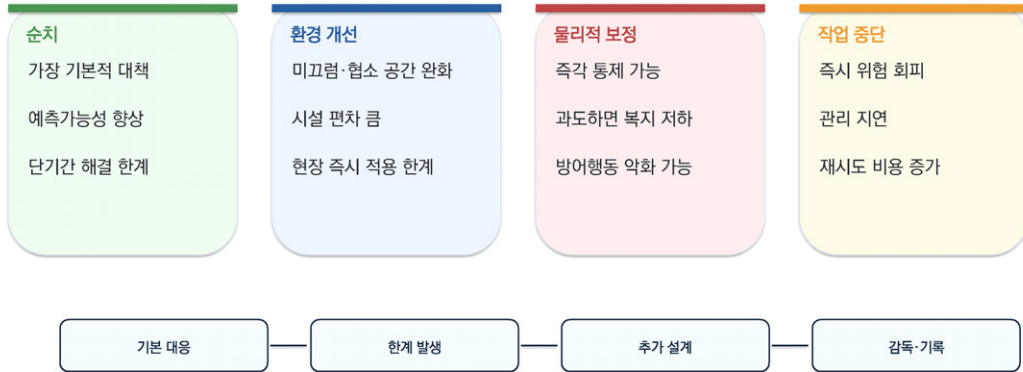 순치
가장 기본적 대책
예측가능성 향상
단기간 해결 한계
환경 개선
미끄럼·협소 공간 완화
시설 편차 큼
현장 즉시 적용 한계
물리적 보정
즉각 통제 가능
과도하면 복지 저하
방어행동 악화 가능
작업 중단
즉시 위험 회피
관리 지연
재시도 비용 증가
기본 대응
한계 발생
추가 설계
감독·기록